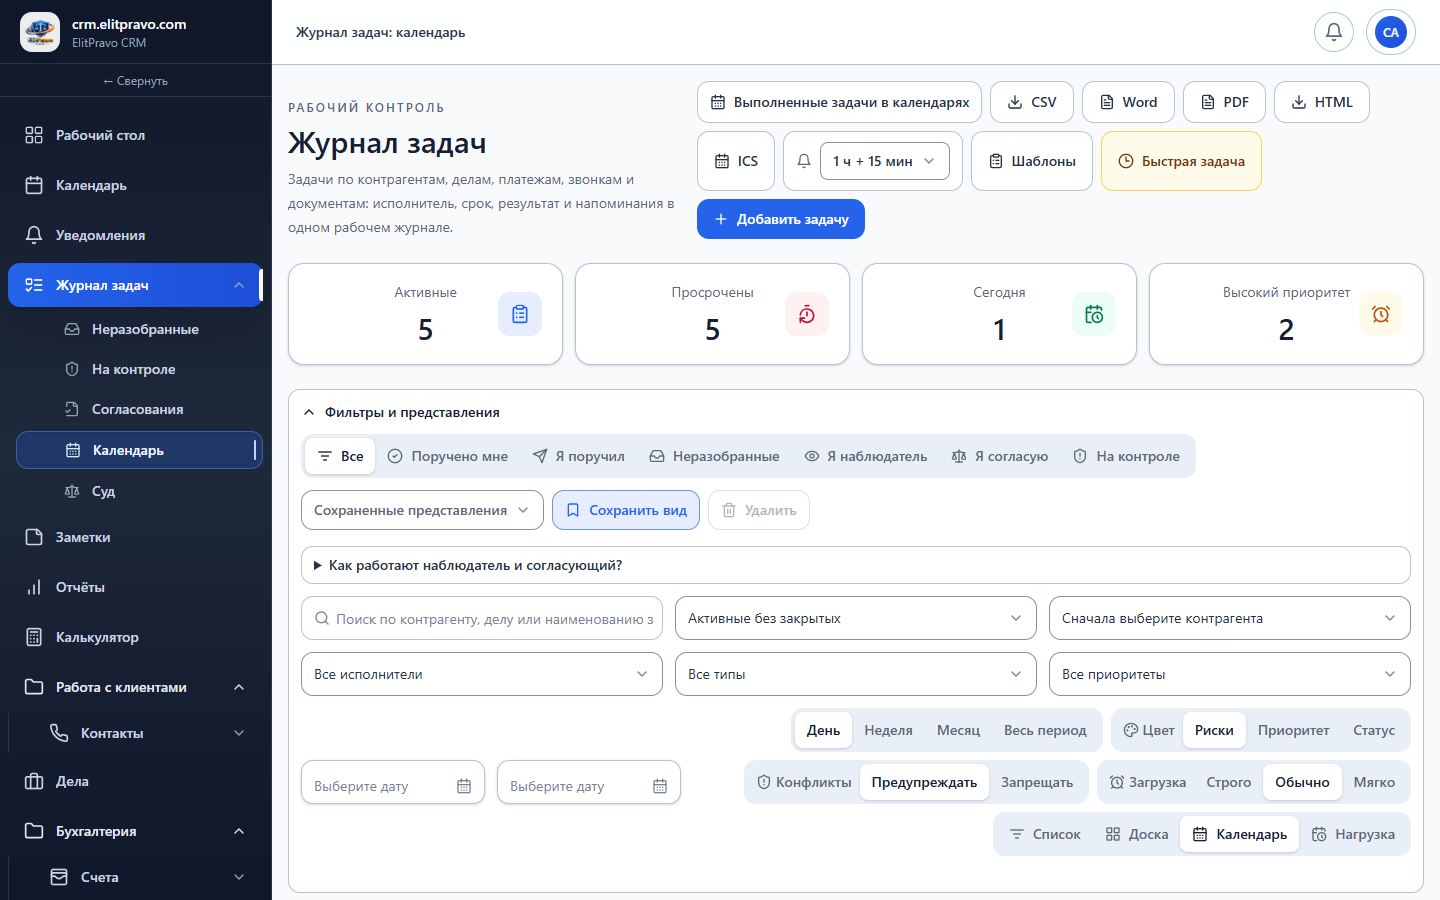 crm.elitpravo.com
ElitPravo CRM
← Свернуть
Рабочий стол
Календарь
Уведомления
Журнал задач
Неразобранные
На контроле
Согласования
Календарь
Суд
Заметки
Отчёты
Калькулятор
Работа с клиентами
Контакты
Дела
Бухгалтерия
Счета
Журнал задач: календарь
CA
РАБОЧИЙ КОНТРОЛЬ
Журнал задач
Задачи по контрагентам, делам, платежам, звонкам и
документам: исполнитель, срок, результат и напоминания в
одном рабочем журнале.
Выполненные задачи в календарях
CSV
Word
PDF
HTML
ICS
1 ч + 15 мин
Шаблоны
Быстрая задача
+ Добавить задачу
Активные
5
Просрочены
5
Сегодня
1
Высокий приоритет
2
Фильтры и представления
Все
Поручено мне
Я поручил
Неразобранные
Я наблюдатель
Я согласую
На контроле
Сохраненные представления
Сохранить вид
Удалить
▶ Как работают наблюдатель и согласующий?
Поиск по контрагенту, делу или наименованию з
Активные без закрытых
Сначала выберите контрагента
Все исполнители
Все типы
Все приоритеты
День
Неделя
Месяц
Весь период
Цвет
Риски
Приоритет
Статус
Выберите дату
Выберите дату
Конфликты
Предупреждать
Запрещать
Загрузка
Строго
Обычно
Мягко
Список
Доска
Календарь
Нагрузка